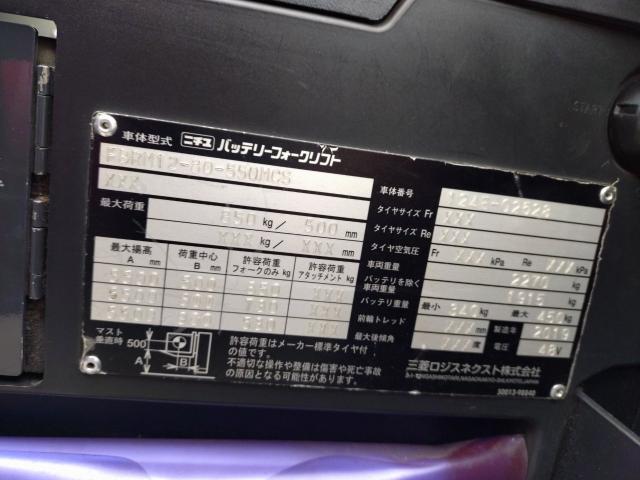 車体型式 ニチユ バッテリーフォークリフト
FBRM12-80-550MCS
XXX
最大荷重 850 kg/ 500 mm
XXX kg/ XXX mm
最大揚高 A mm 荷重中心 B mm 許容荷重 フォークのみ kg 許容荷重 アタッチメント kg
500 XXX
500 XXX
5500 500 XXX
マスト垂直時 500 A B
許容荷重はメーカー標準タイヤ付の値です。
不適切な操作や整備は傷害や死亡事故の原因となる可能性があります。
車体番号
タイヤサイズ Fr XXX
タイヤサイズ Re XXX
タイヤ空気圧 Fr XXX kPa Re XXX kPa
車両重量 2270 kg
バッテリを除く車両重量 kg
バッテリ重量 最小 340 kg 最大 450 kg
前輪トレッド mm 製造年 2019
最大後傾角 度 電圧 48 V
三菱ロジスネクスト株式会社
30013-98840
START